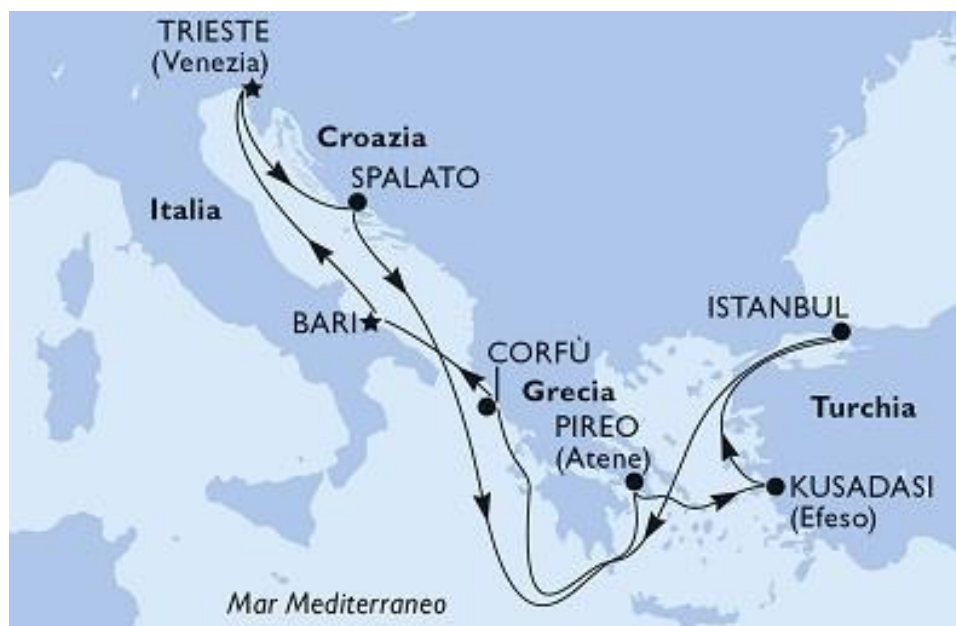 TRIESTE
(Venezia)
Croazia
SPALATO
Italia
ISTANBUL
BARI
CORFÙ
Grecia
Turchia
PIREO
(Atene)
KUSADASI
(Efeso)
Mar Mediterraneo